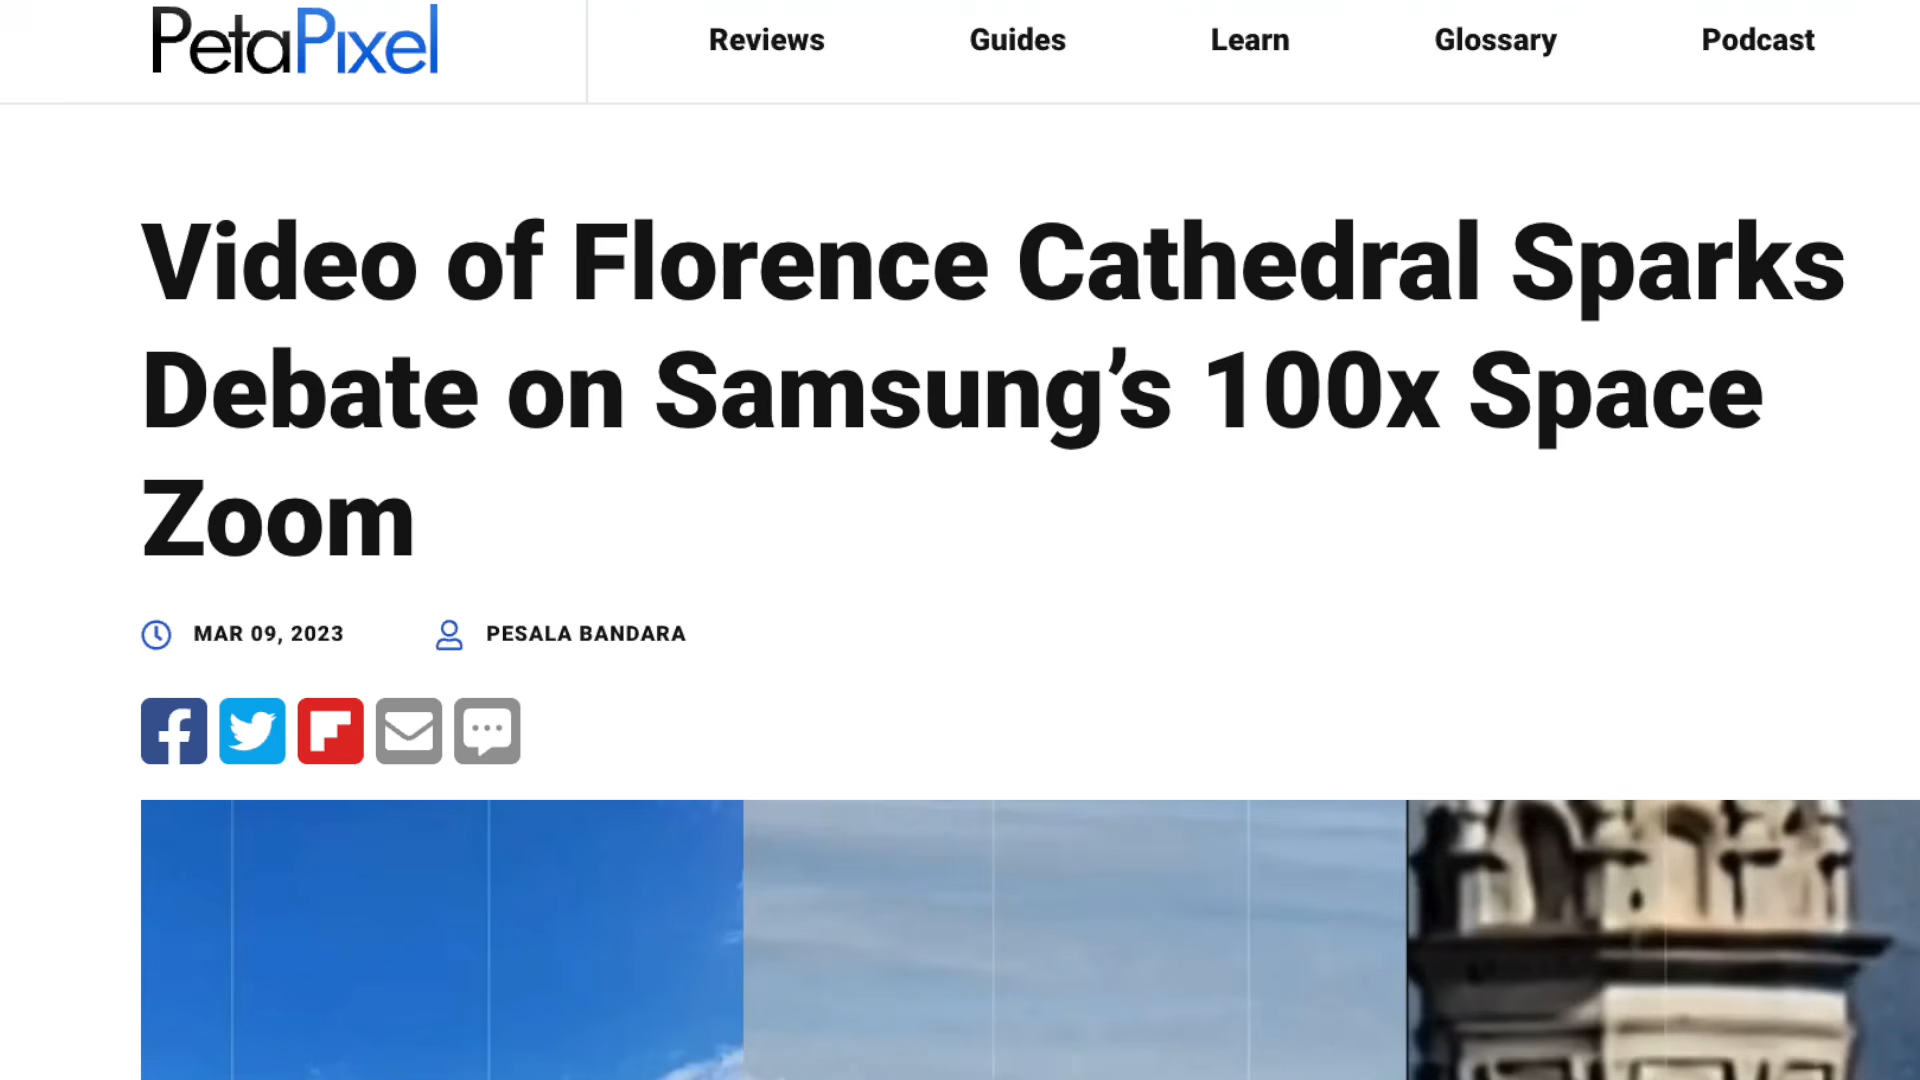 PetaPixel
Reviews Guides Learn Glossary Podcast
Video of Florence Cathedral Sparks
Debate on Samsung’s 100x Space
Zoom
MAR 09, 2023 PESALA BANDARA